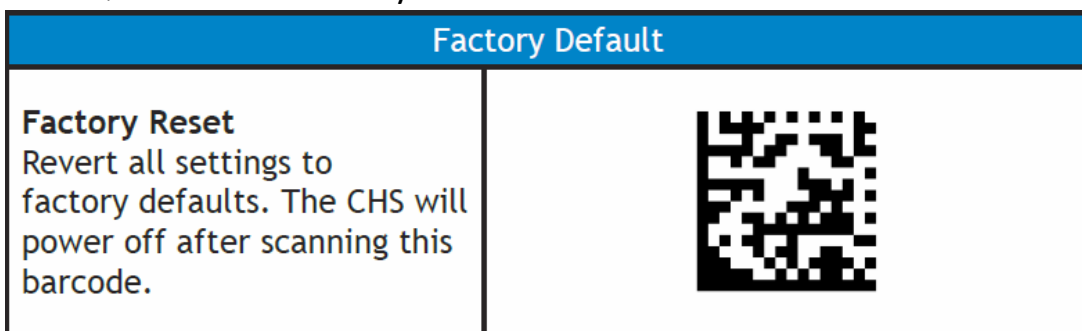 Factory Default
Factory Reset
Revert all settings to
factory defaults. The CHS will
power off after scanning this
barcode.